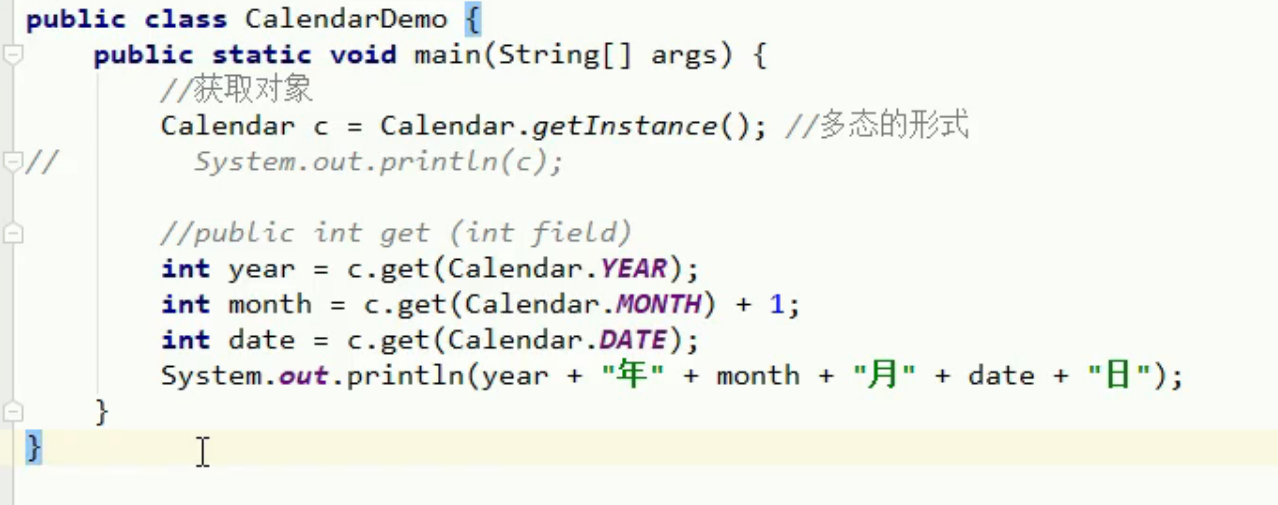 public class CalendarDemo {
public static void main(String[] args) {
//获取对象
Calendar c = Calendar.getInstance(); //多态的形式
// System.out.println(c);
//public int get (int field)
int year = c.get(Calendar.YEAR);
int month = c.get(Calendar.MONTH) + 1;
int date = c.get(Calendar.DATE);
System.out.println(year + "年" + month + "月" + date + "日");
}
}